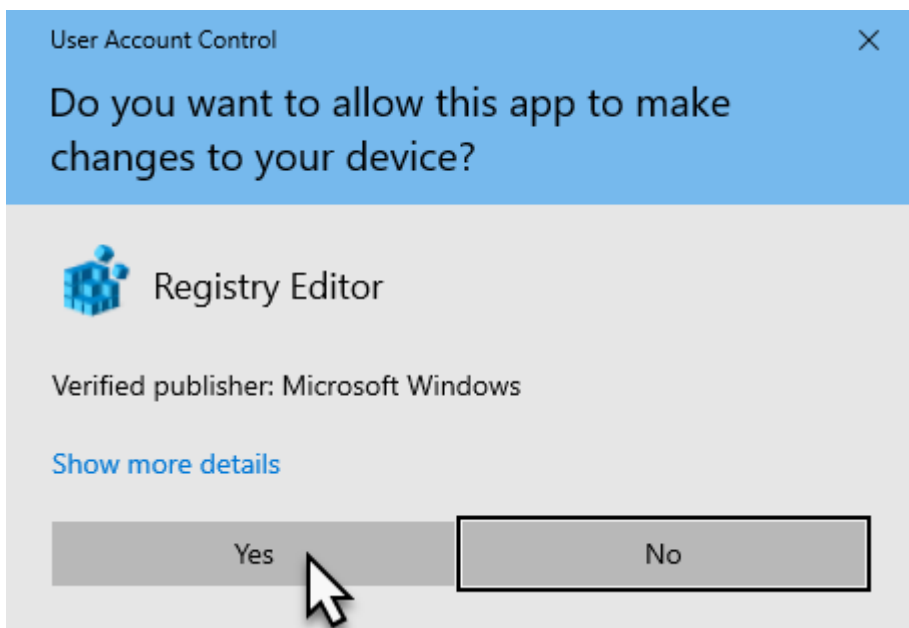 User Account Control
Do you want to allow this app to make
changes to your device?
Registry Editor
Verified publisher: Microsoft Windows
Show more details
Yes
No